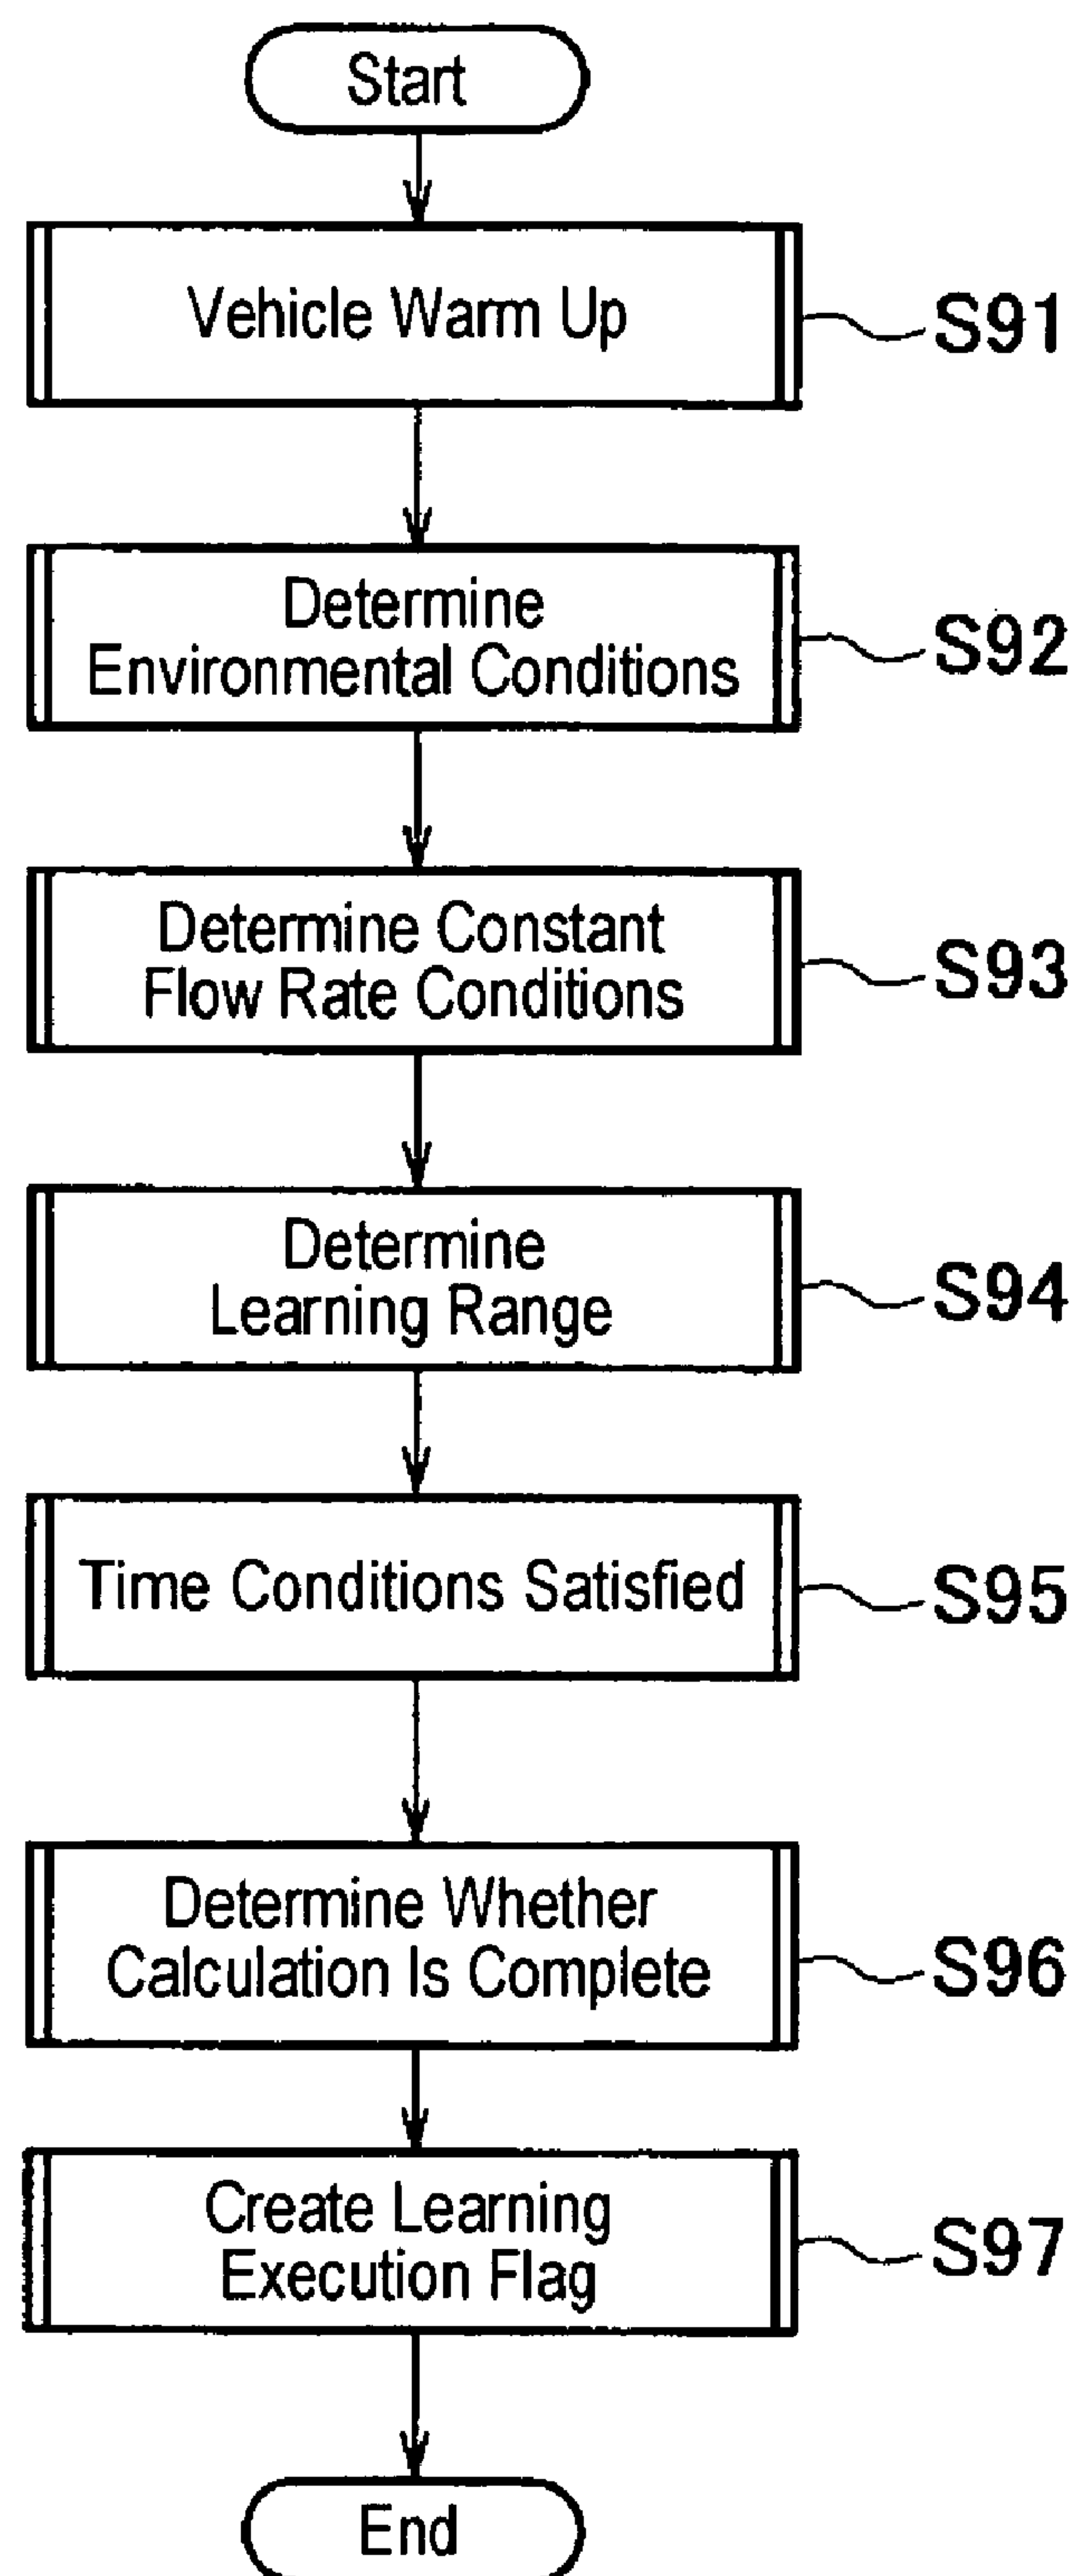 Start
Vehicle Warm Up
S91
Determine
Environmental Conditions
S92
Determine Constant
Flow Rate Conditions
S93
Determine
Learning Range
S94
Time Conditions Satisfied
S95
Determine Whether
Calculation Is Complete
S96
Create Learning
Execution Flag
S97
End